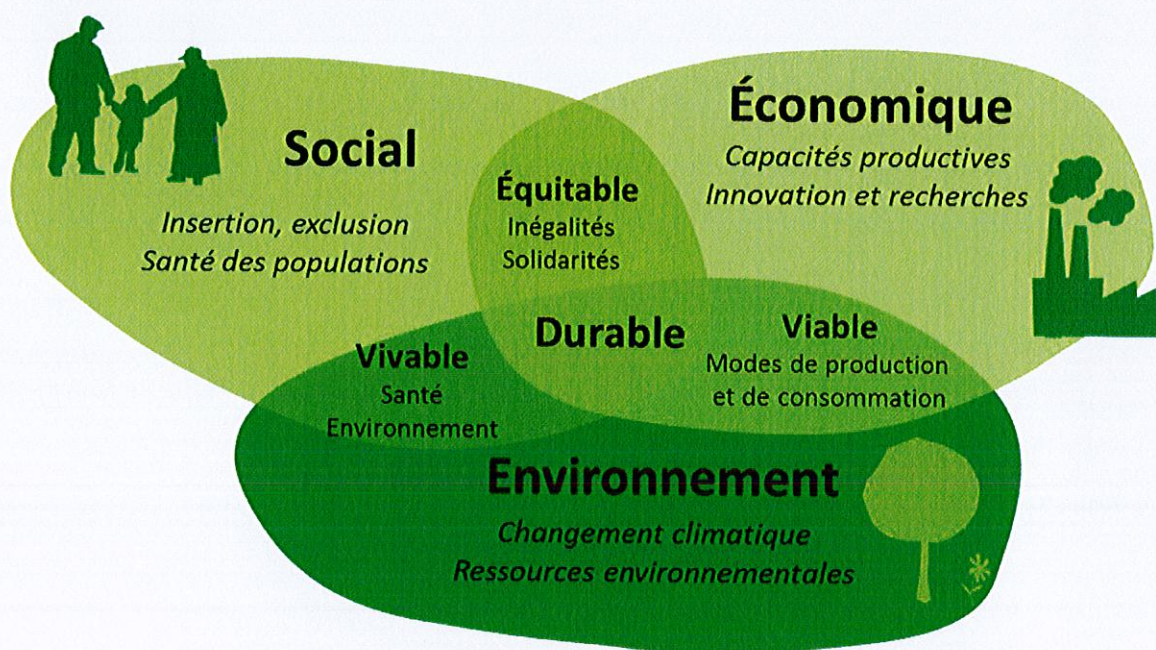 Social
Insertion, exclusion
Santé des populations
Économique
Capacités productives
Innovation et recherches
Équitable
Inégalités
Solidarités
Durable
Vivable
Santé
Environnement
Viable
Modes de production
et de consommation
Environnement
Changement climatique
Ressources environnementales